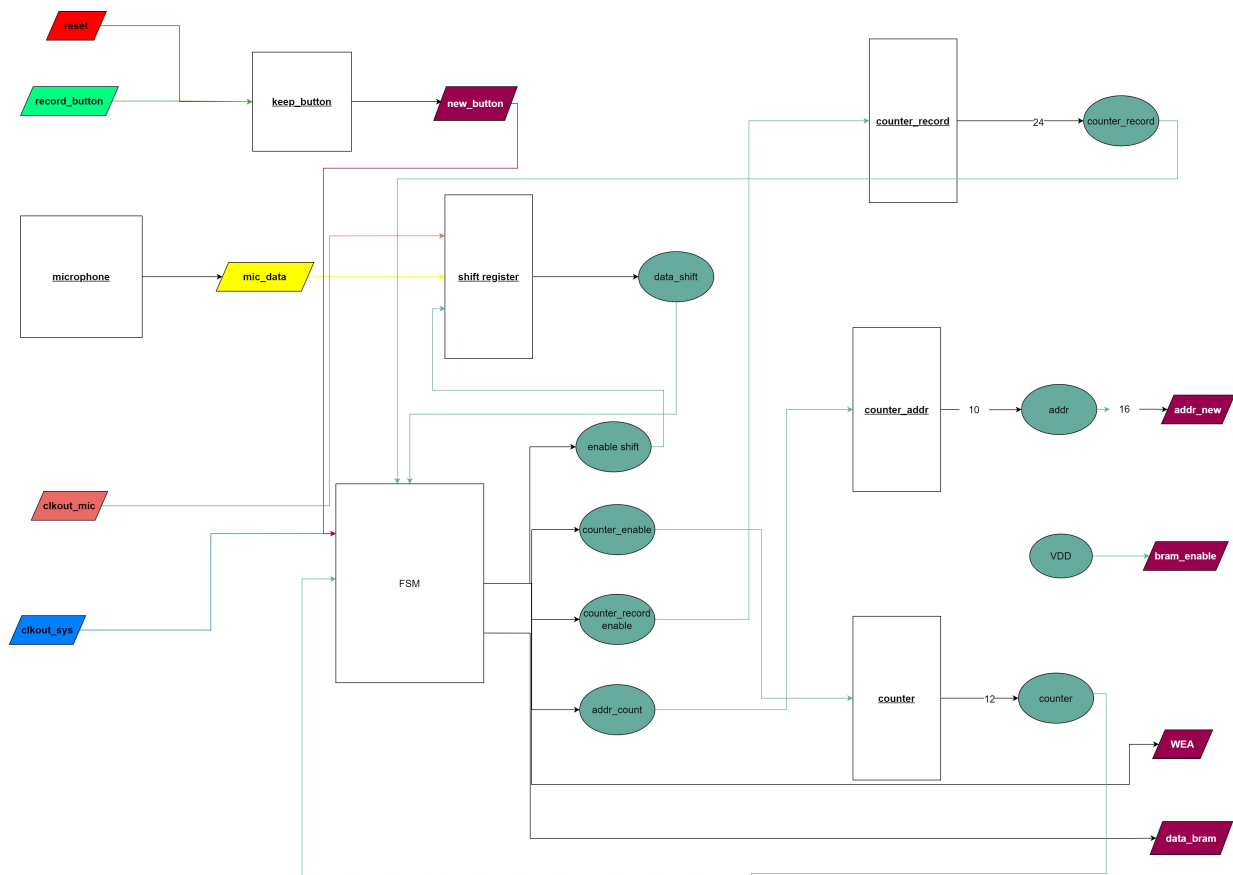 reset
record_button
keep_button
new_button
counter_record
24
counter_record
microphone
mic_data
shift register
data_shift
counter_addr
10
addr
16
addr_new
enable shift
clkout_mic
counter_enable
VDD
bram_enable
FSM
clkout_sys
counter_record
enable
addr_count
counter
12
counter
WEA
data_bram